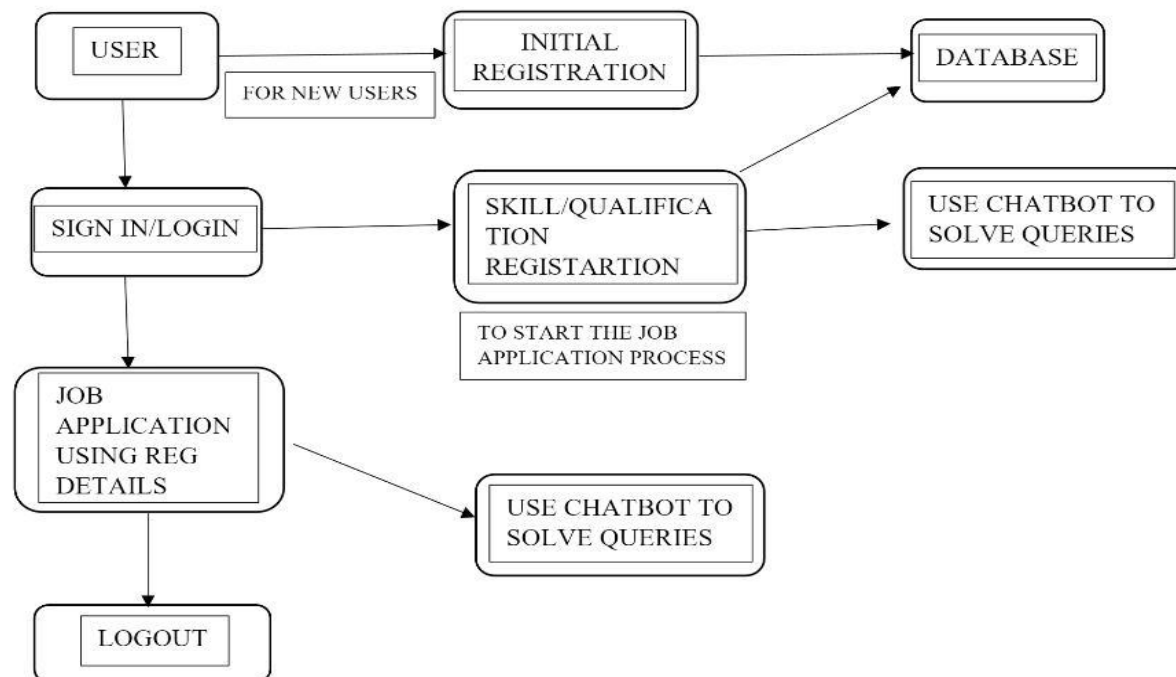 USER
INITIAL
REGISTRATION
DATABASE
FOR NEW USERS
SIGN IN/LOGIN
SKILL/QUALIFICA
TION
REGISTARTION
USE CHATBOT TO
SOLVE QUERIES
TO START THE JOB
APPLICATION PROCESS
JOB
APPLICATION
USING REG
DETAILS
USE CHATBOT TO
SOLVE QUERIES
LOGOUT